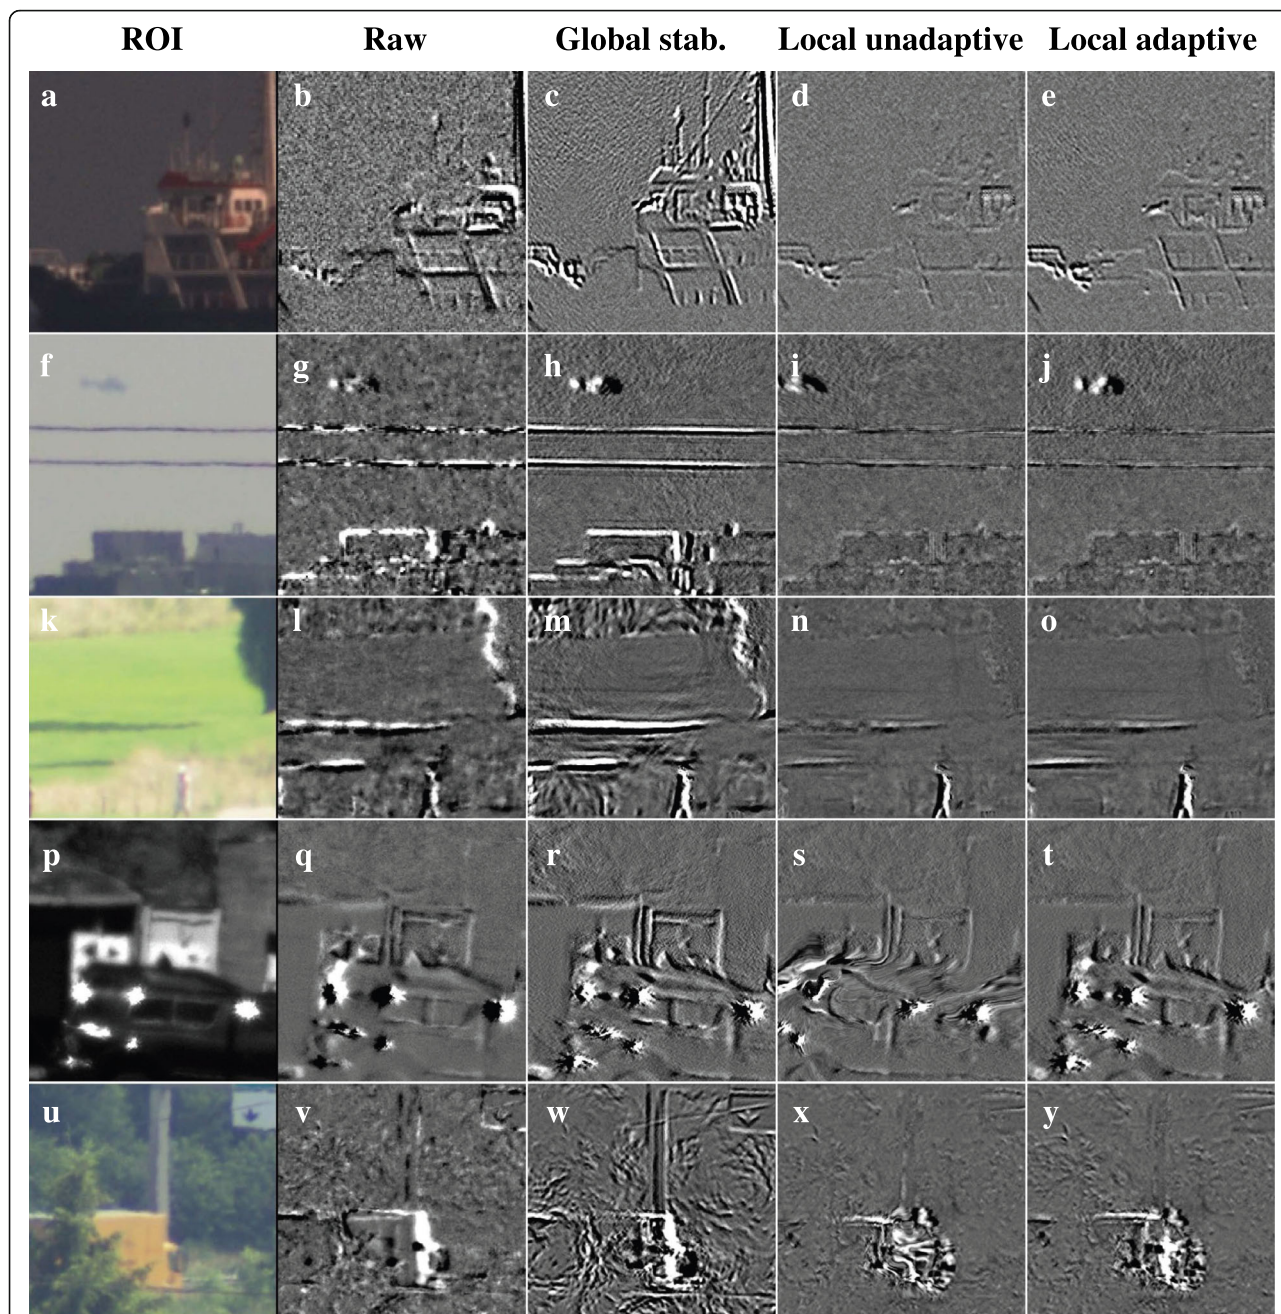 ROI Raw Global stab. Local unadaptive Local adaptive
a b c d e
f g h i j
k l m n o
p q r s t
u v w x y